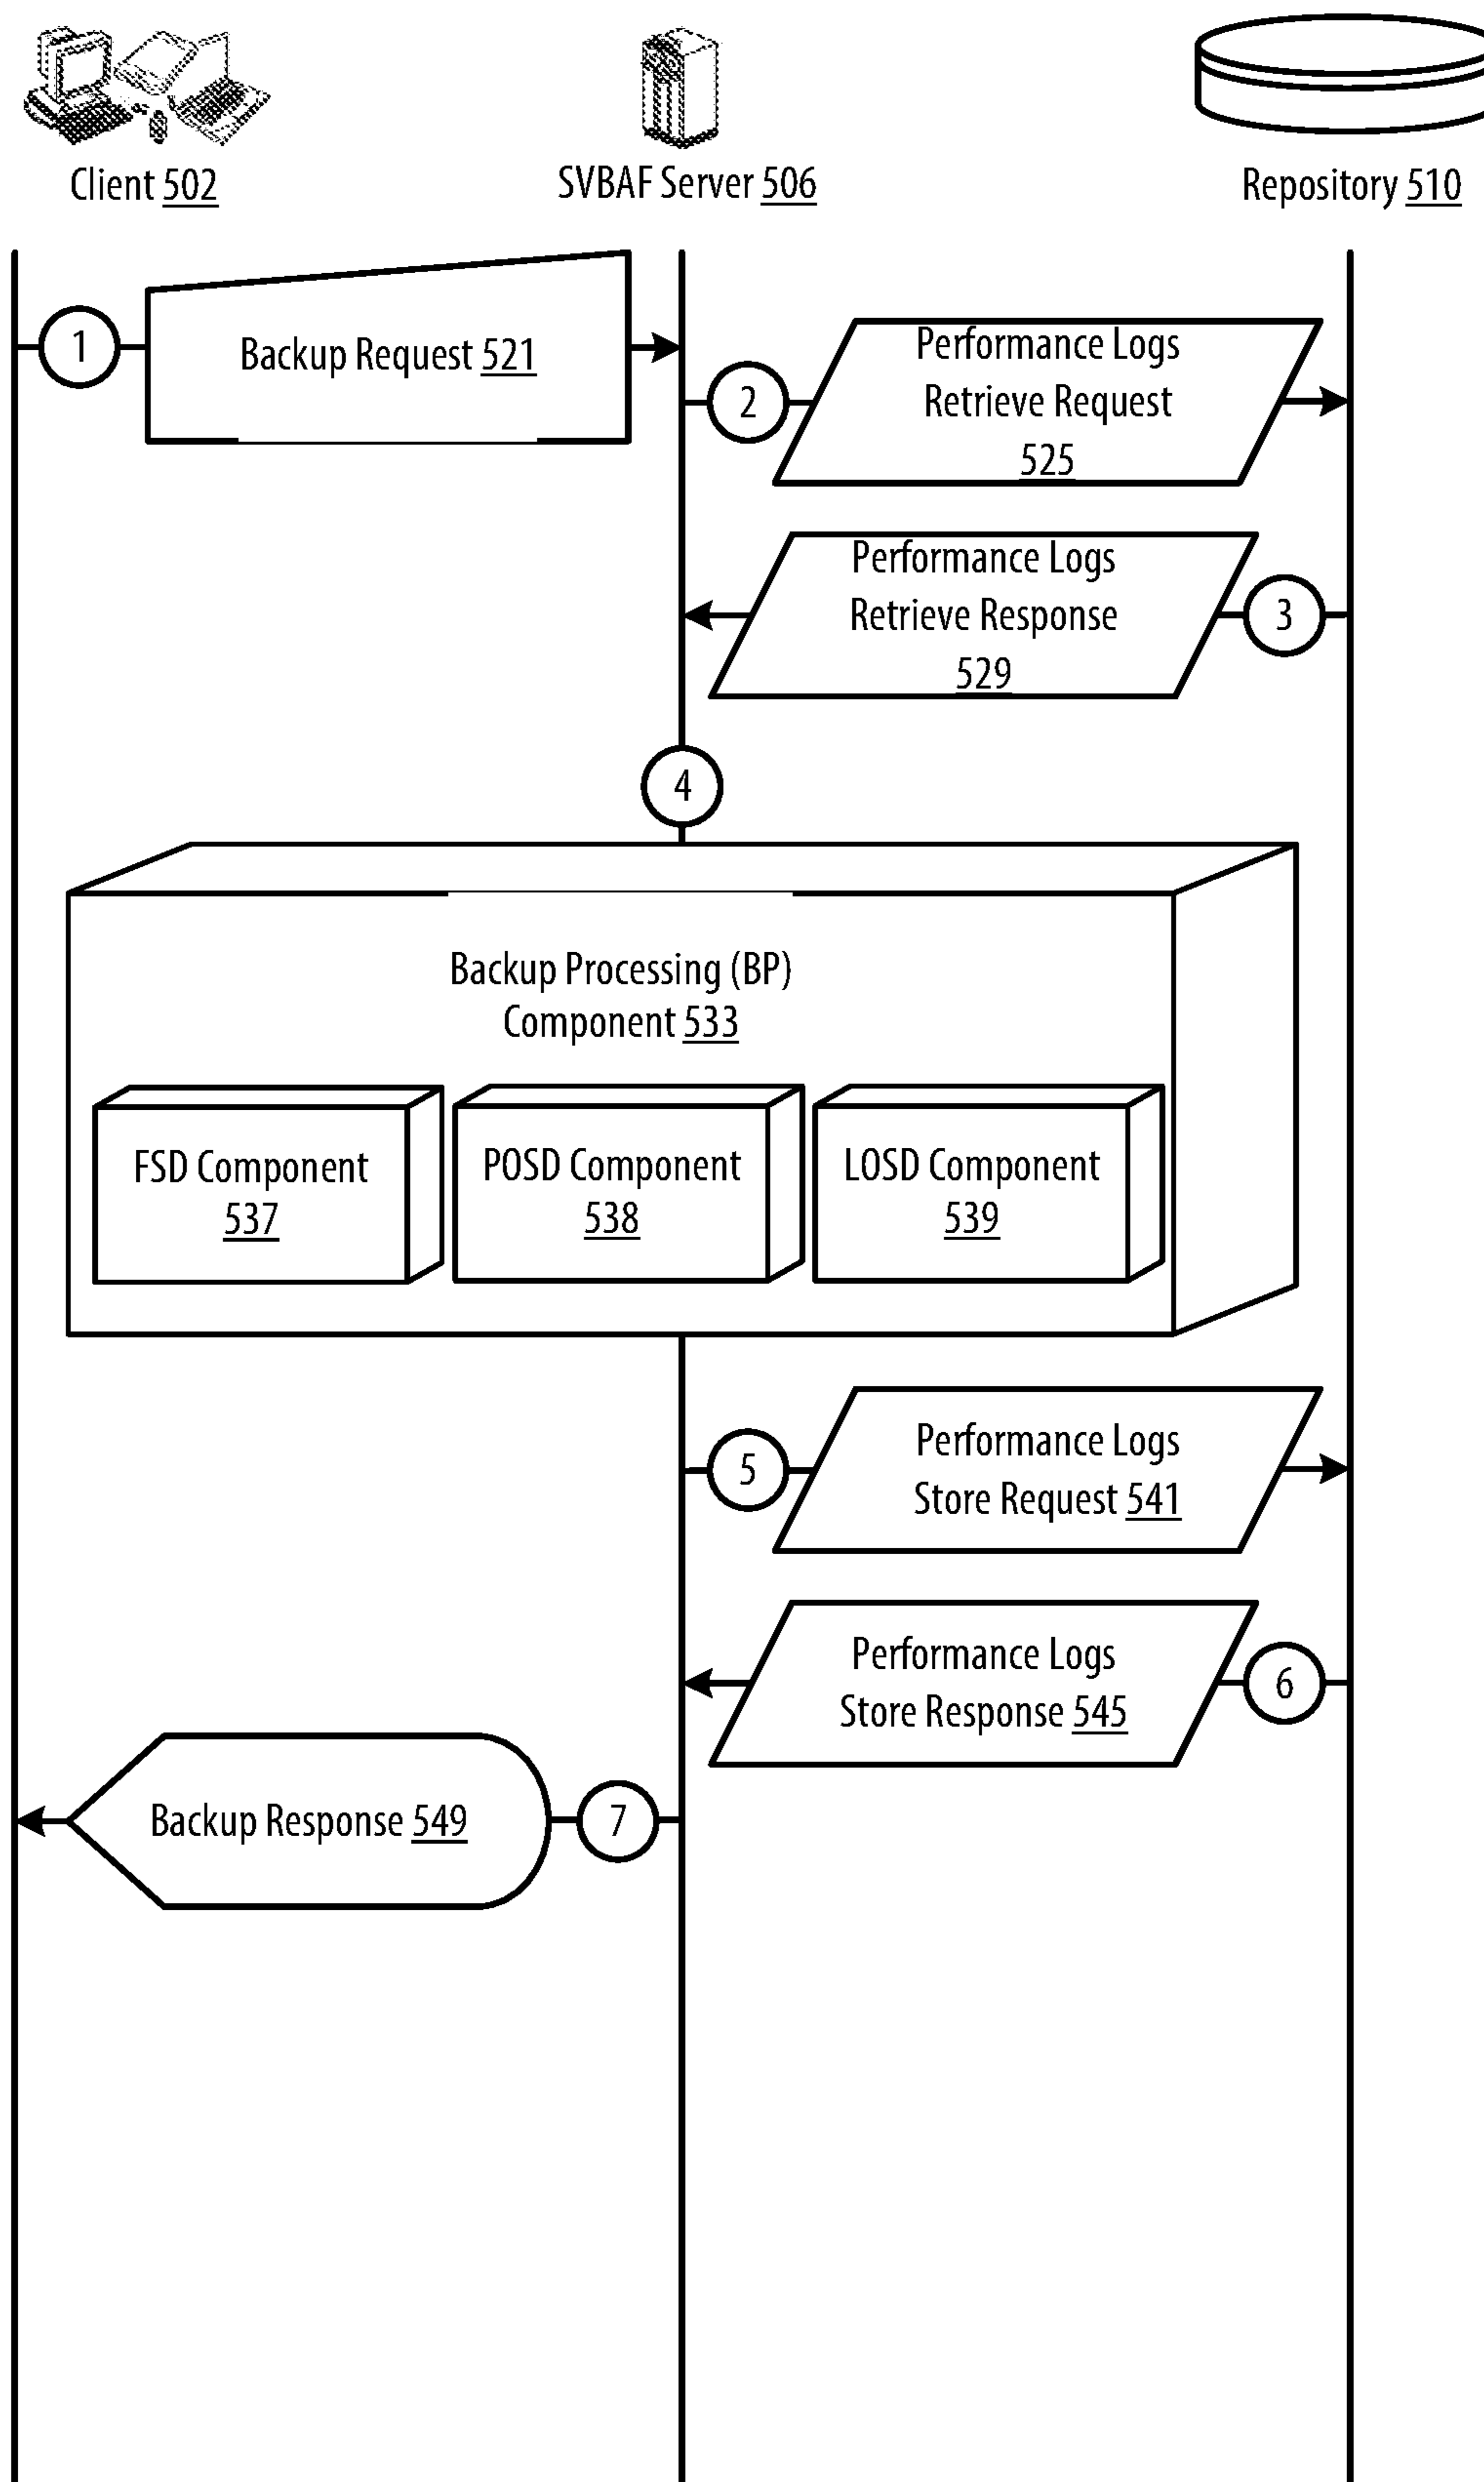 Client 502
SVBAF Server 506
Repository 510
1
Backup Request 521
2
Performance Logs
Retrieve Request
525
Performance Logs
Retrieve Response
529
3
4
Backup Processing (BP)
Component 533
FSD Component
537
POSD Component
538
LOSD Component
539
5
Performance Logs
Store Request 541
Performance Logs
Store Response 545
6
Backup Response 549
7